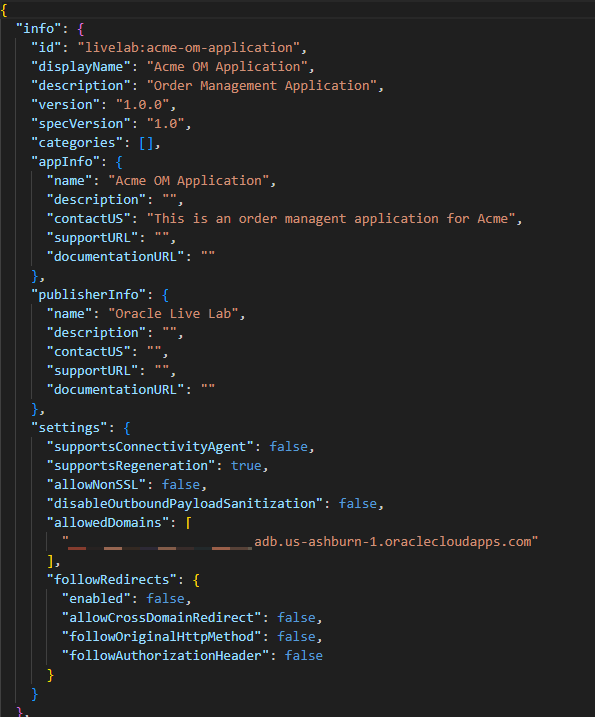 {
"info": {
"id": "livelab:acme-om-application",
"displayName": "Acme OM Application",
"description": "Order Management Application",
"version": "1.0.0",
"specVersion": "1.0",
"categories": [],
"appInfo": {
"name": "Acme OM Application",
"description": "",
"contactUS": "This is an order managent application for Acme",
"supportURL": "",
"documentationURL": ""
},
"publisherInfo": {
"name": "Oracle Live Lab",
"description": "",
"contactUS": "",
"supportURL": "",
"documentationURL": ""
},
"settings": {
"supportsConnectivityAgent": false,
"supportsRegeneration": true,
"allowNonSSL": false,
"disableOutboundPayloadSanitization": false,
"allowedDomains": [
" adb.us-ashburn-1.oraclecloudapps.com"
],
"followRedirects": {
"enabled": false,
"allowCrossDomainRedirect": false,
"followOriginalHttpMethod": false,
"followAuthorizationHeader": false
}
}
},